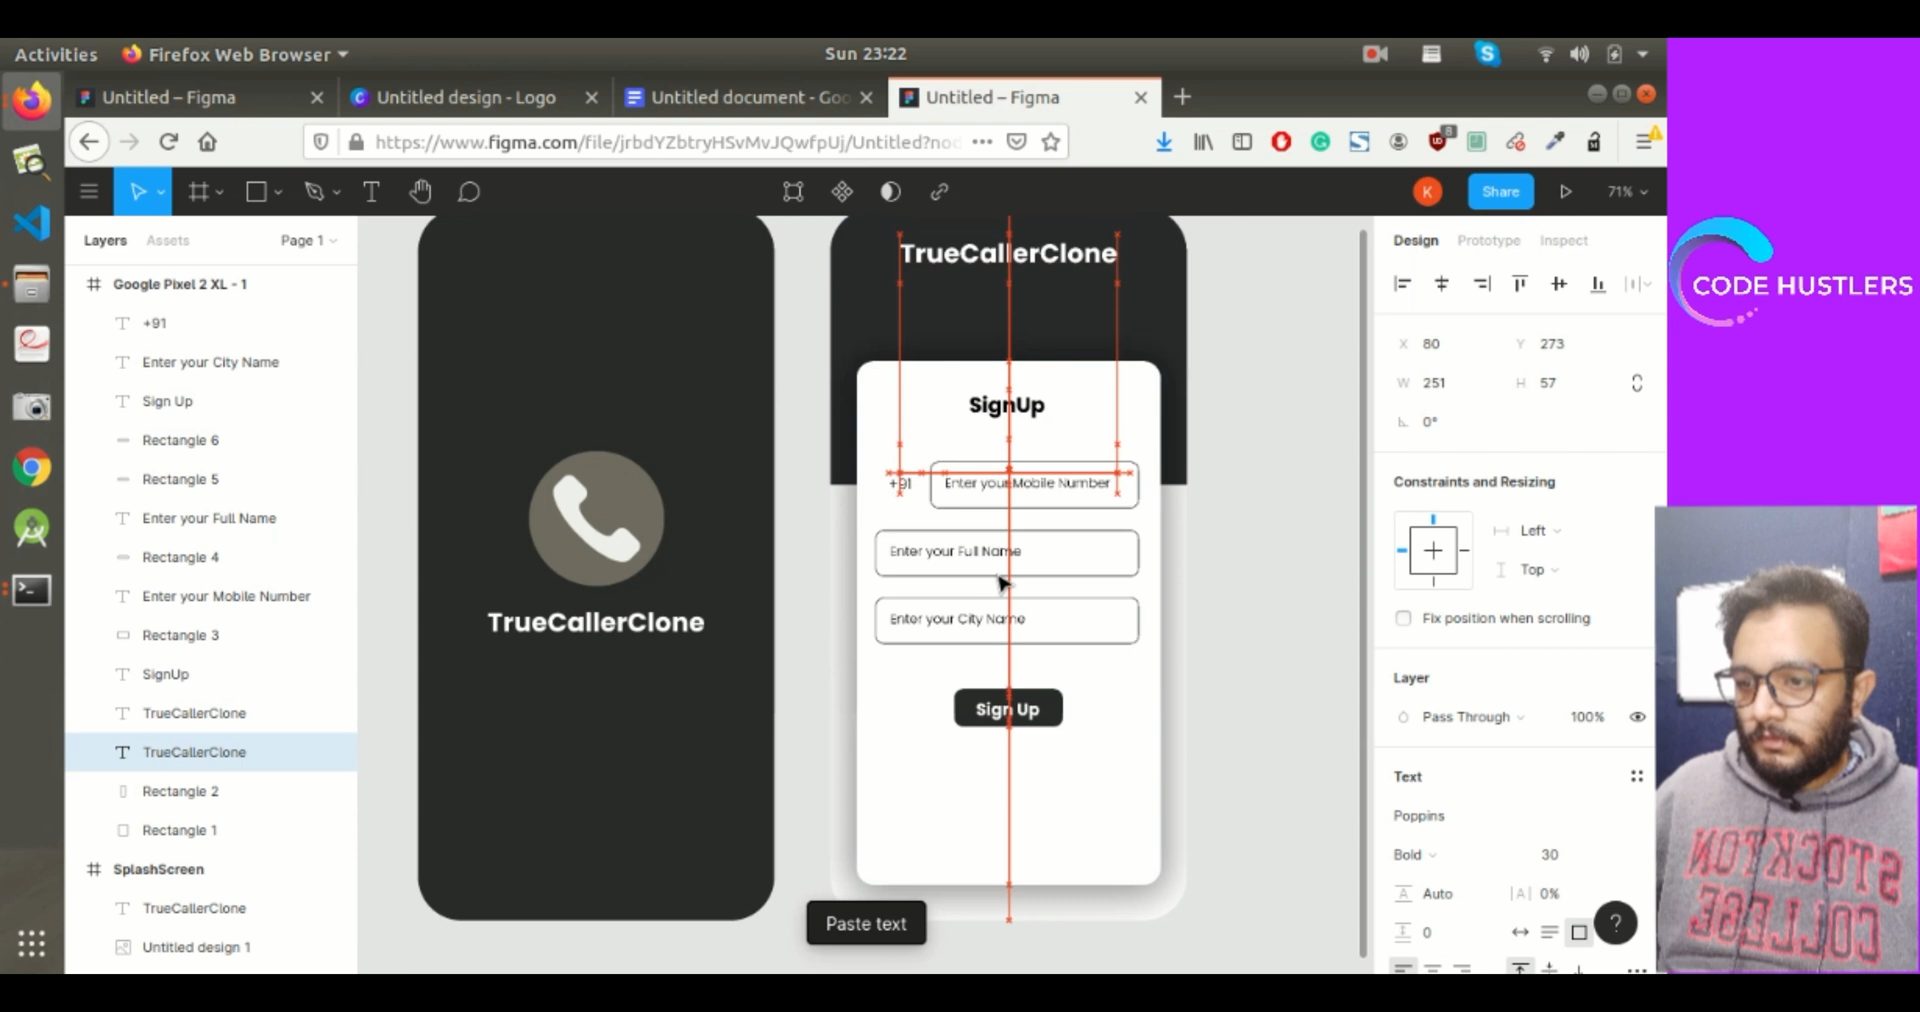 Activities
Firefox Web Browser
Sun 23:22
Untitled – Figma
Untitled design - Logo
Untitled document - Goo
Untitled – Figma
https://www.figma.com/file/jrbdYZbtryHSvMvJQwfpUj/Untitled?nod
8
K
Share
71%
Layers
Assets
Page 1
Google Pixel 2 XL - 1
+91
Enter your City Name
Sign Up
Rectangle 6
Rectangle 5
Enter your Full Name
Rectangle 4
Enter your Mobile Number
Rectangle 3
SignUp
TrueCallerClone
TrueCallerClone
Rectangle 2
Rectangle 1
SplashScreen
TrueCallerClone
Untitled design 1
TrueCallerClone
TrueCallerClone
SignUp
+91
Enter your Mobile Number
Enter your Full Name
Enter your City Name
Sign Up
Paste text
Design
Prototype
Inspect
X 80
Y 273
W 251
H 57
0°
Constraints and Resizing
Left
Top
Fix position when scrolling
Layer
Pass Through
100%
Text
Poppins
Bold
30
Auto
|A| 0%
0
?
CODE HUSTLERS
STOCKTON
COLLEGE